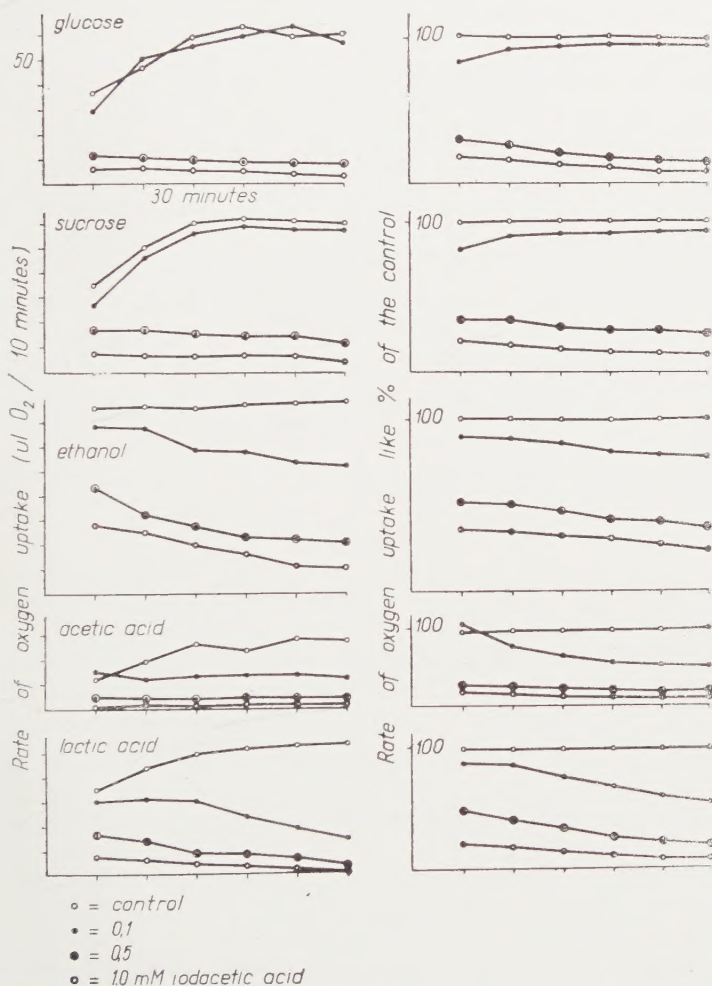 glucose
50
100
30 minutes
sucrose
100
ethanol
100
acetic acid
100
lactic acid
100
Rate of oxygen uptake (ul O₂ / 10 minutes)
Rate of oxygen uptake like % of the control
o = control
• = 0,1
● = 0,5
o = 1.0 mM iodacetic acid